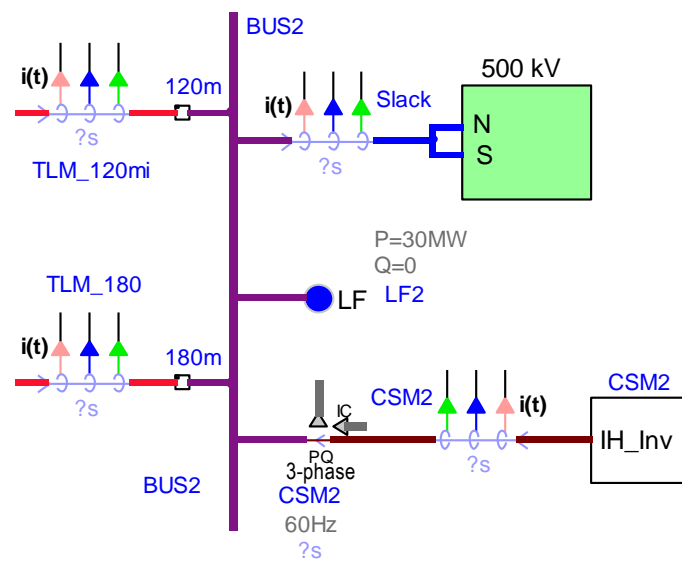 BUS2
i(t)
120m
?s
TLM_120mi
i(t)
Slack
?s
500 kV
N
S
P=30MW
Q=0
LF
LF2
TLM_180
i(t)
180m
?s
CSM2
IC
i(t)
?s
CSM2
IH_Inv
PQ
3-phase
CSM2
60Hz
?s
BUS2